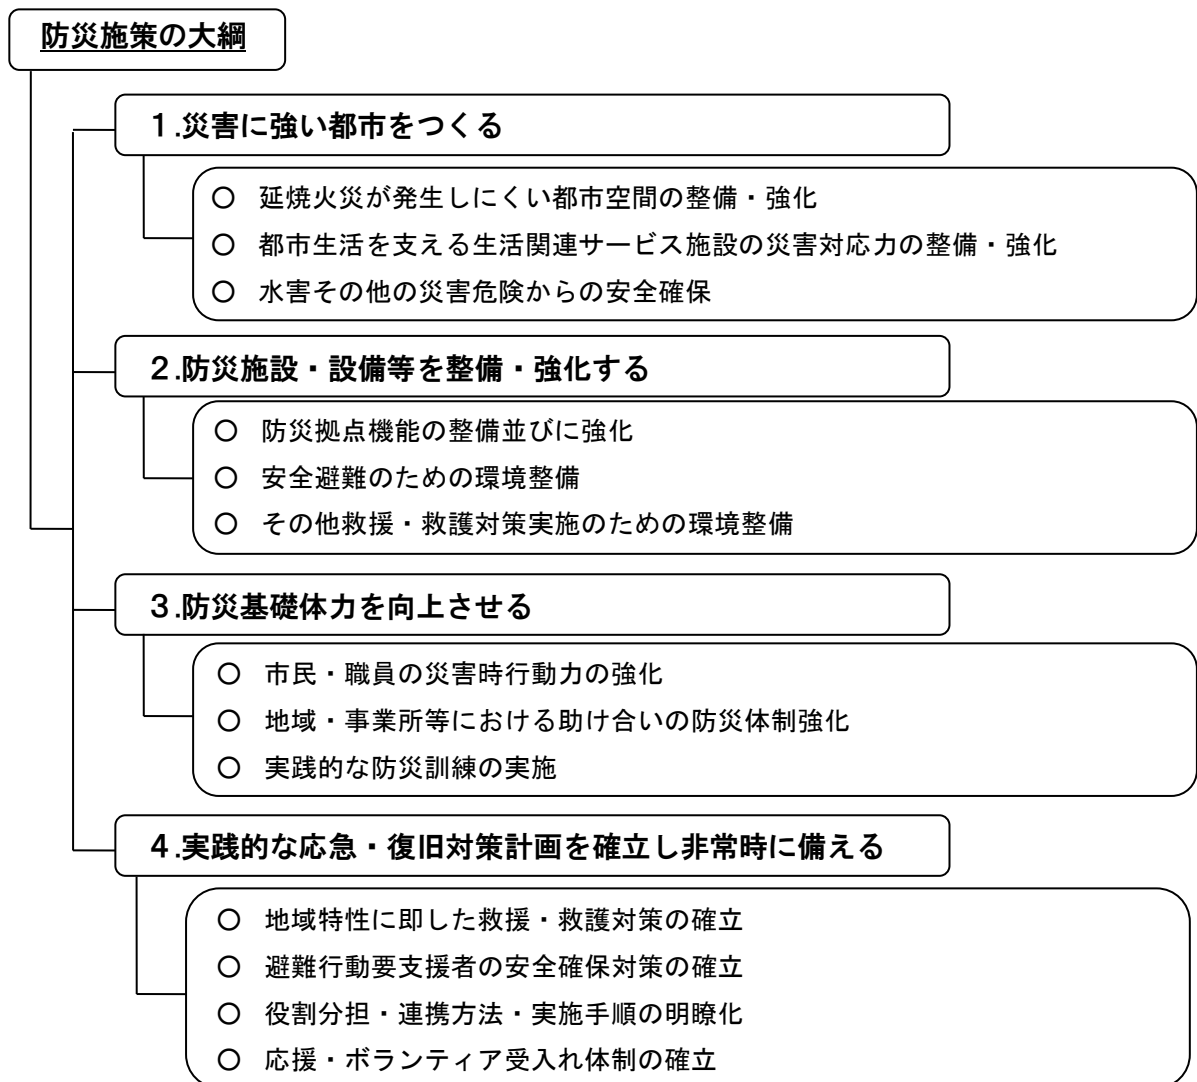 防災施策の大綱
１.災害に強い都市をつくる
○ 延焼火災が発生しにくい都市空間の整備・強化
○ 都市生活を支える生活関連サービス施設の災害対応力の整備・強化
○ 水害その他の災害危険からの安全確保
２.防災施設・設備等を整備・強化する
○ 防災拠点機能の整備並びに強化
○ 安全避難のための環境整備
○ その他救援・救護対策実施のための環境整備
３.防災基礎体力を向上させる
○ 市民・職員の災害時行動力の強化
○ 地域・事業所等における助け合いの防災体制強化
○ 実践的な防災訓練の実施
４.実践的な応急・復旧対策計画を確立し非常時に備える
○ 地域特性に即した救援・救護対策の確立
○ 避難行動要支援者の安全確保対策の確立
○ 役割分担・連携方法・実施手順の明瞭化
○ 応援・ボランティア受入れ体制の確立